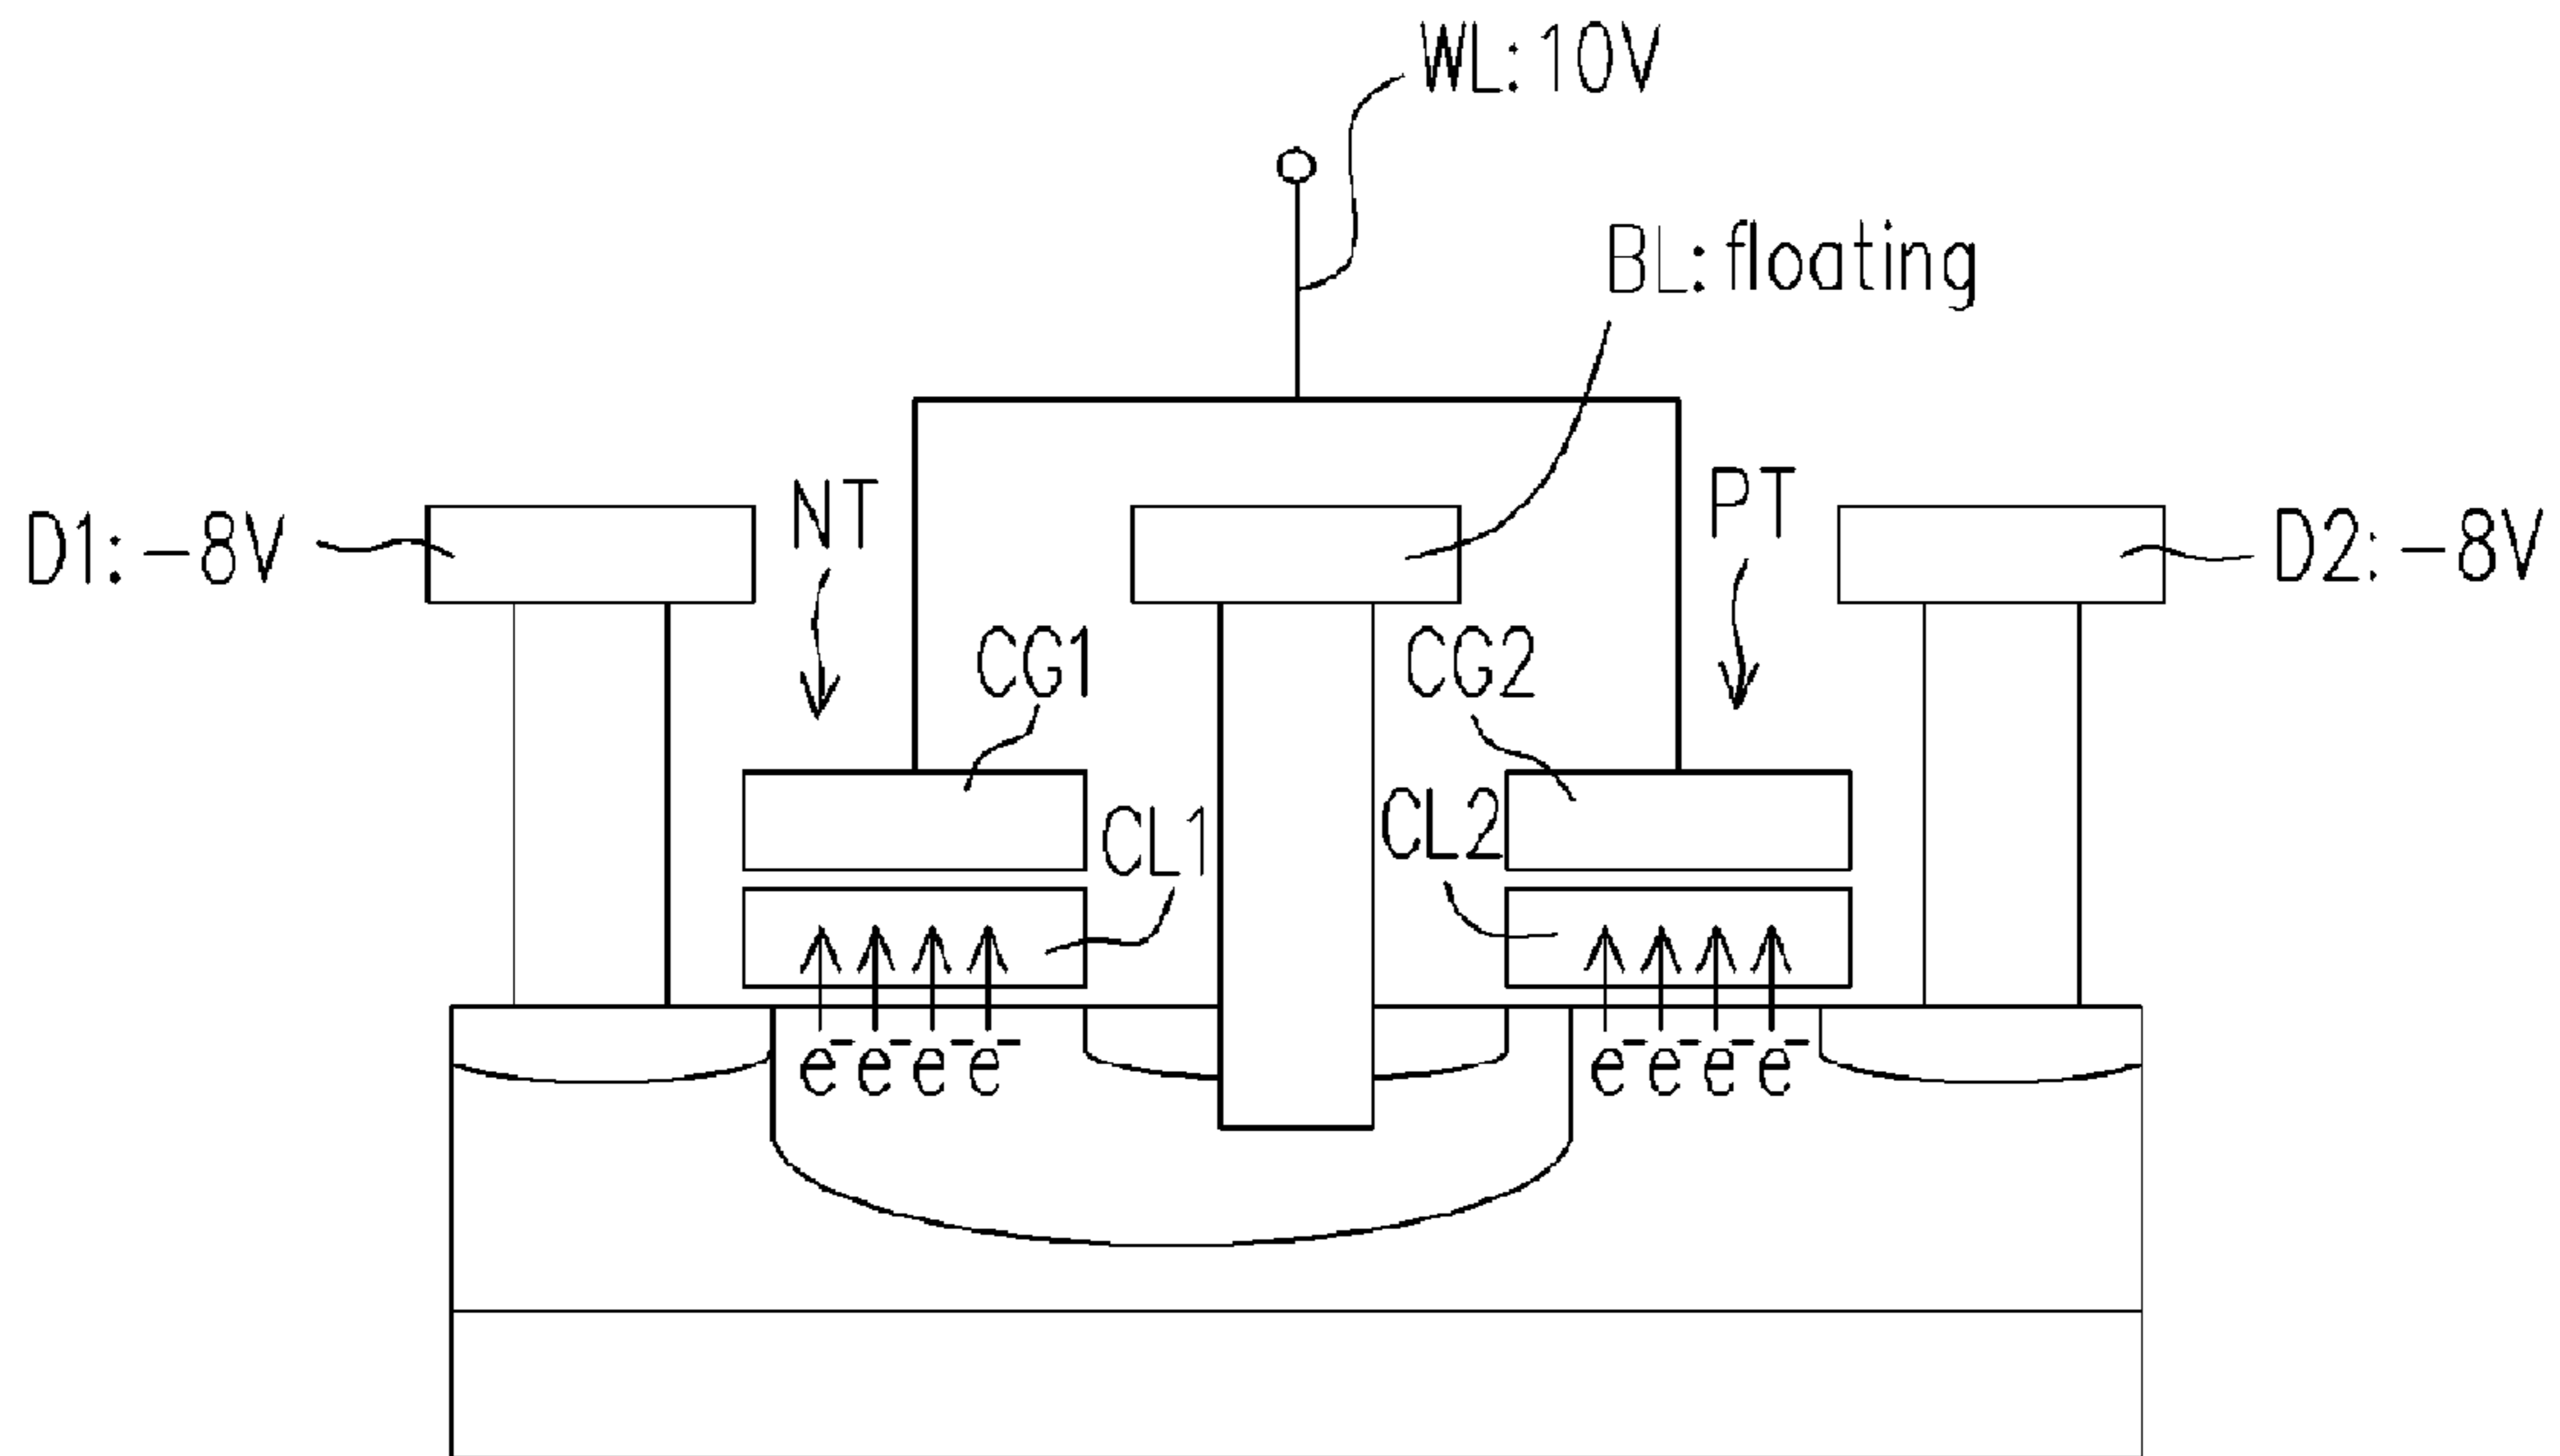 WL:10V
BL:floating
D1:-8V
NT
PT
D2:-8V
CG1
CG2
CL1
CL2
e⁻ e⁻ e⁻ e⁻
e⁻ e⁻ e⁻ e⁻